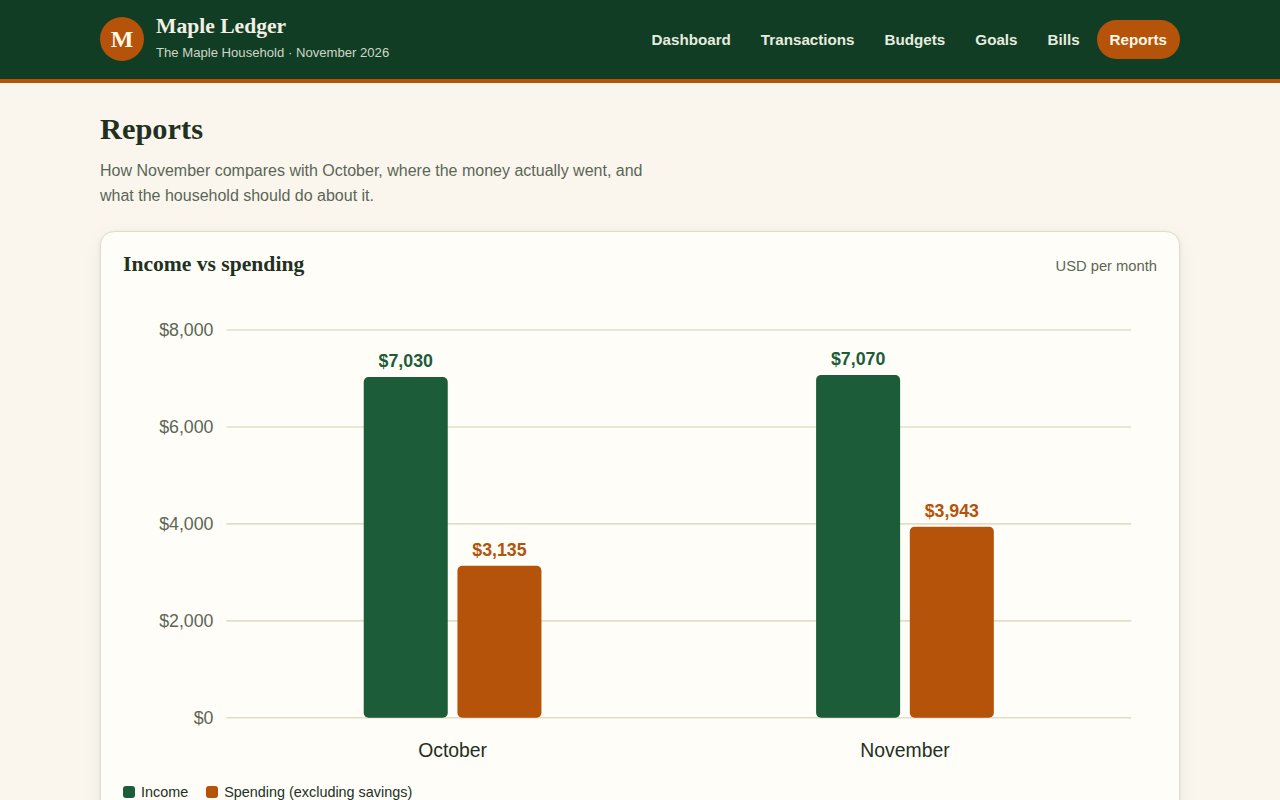 M
Maple Ledger
The Maple Household · November 2026
Dashboard Transactions Budgets Goals Bills Reports
Reports
How November compares with October, where the money actually went, and
what the household should do about it.
Income vs spending
USD per month
$8,000
$7,030
$7,070
$6,000
$4,000
$3,943
$3,135
$2,000
$0
October
November
Income
Spending (excluding savings)